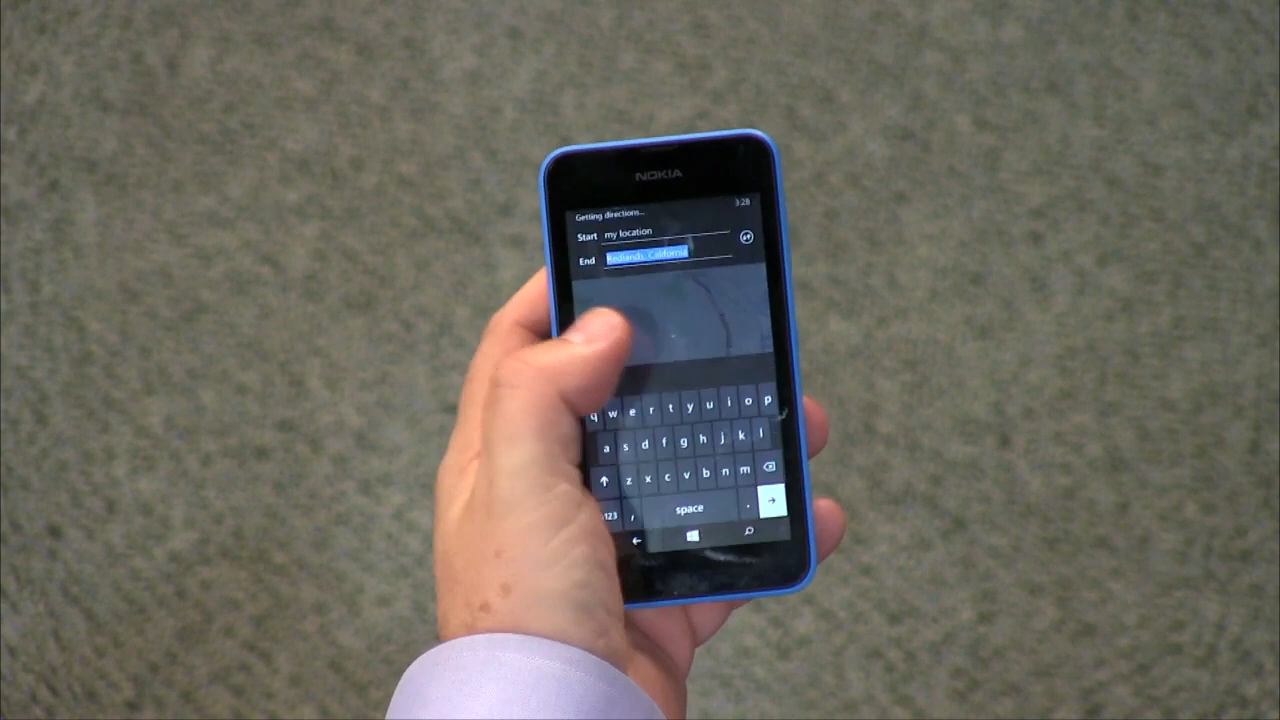 NOKIA
3:28
Getting directions...
Start my location
End Redlands, California
q w e r t y u i o p
a s d f g h j k l
z x c v b n m
123 , space .